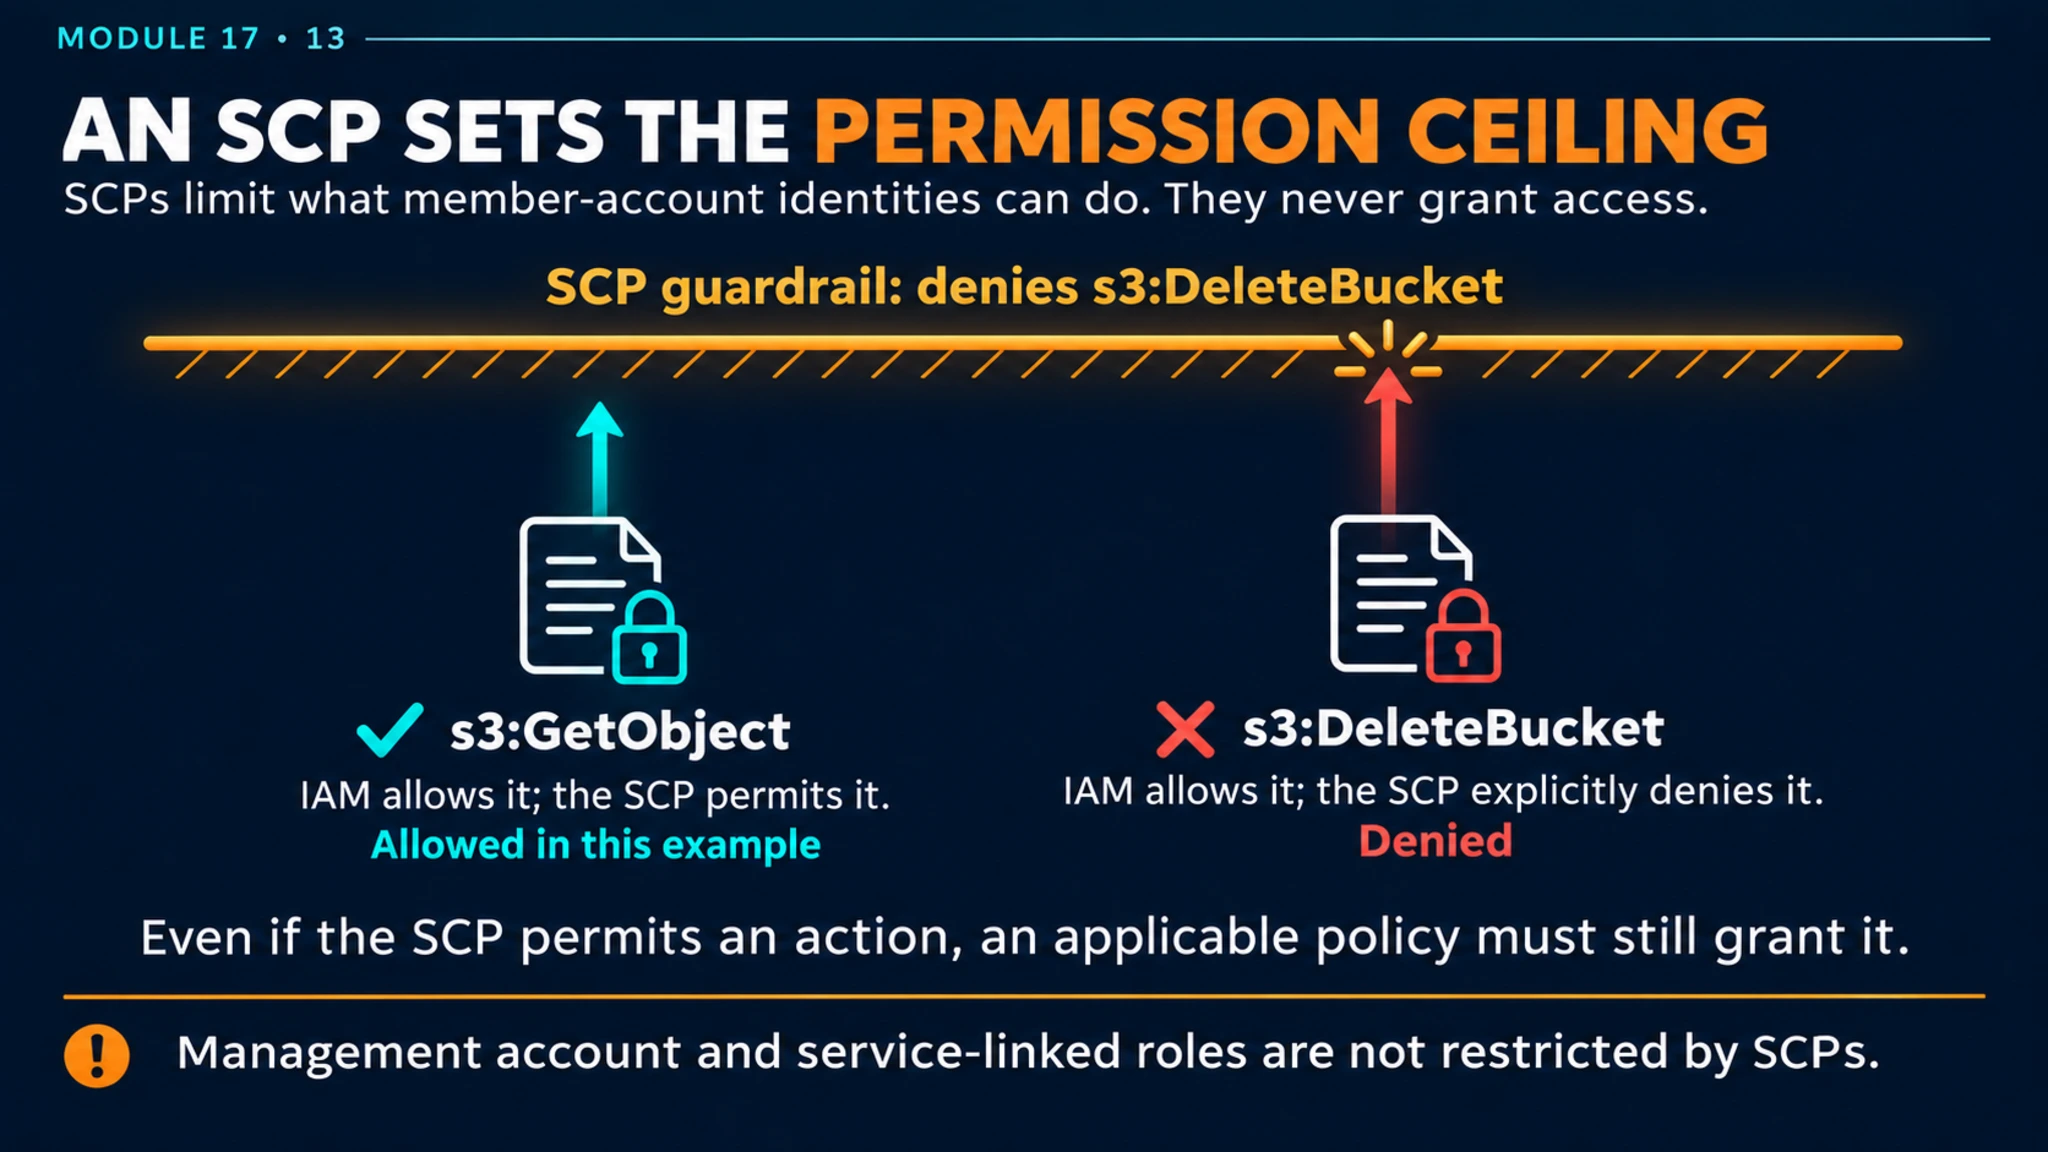 MODULE 17 • 13
AN SCP SETS THE PERMISSION CEILING
SCPs limit what member-account identities can do. They never grant access.
SCP guardrail: denies s3:DeleteBucket
s3:GetObject
IAM allows it; the SCP permits it.
Allowed in this example
s3:DeleteBucket
IAM allows it; the SCP explicitly denies it.
Denied
Even if the SCP permits an action, an applicable policy must still grant it.
Management account and service-linked roles are not restricted by SCPs.